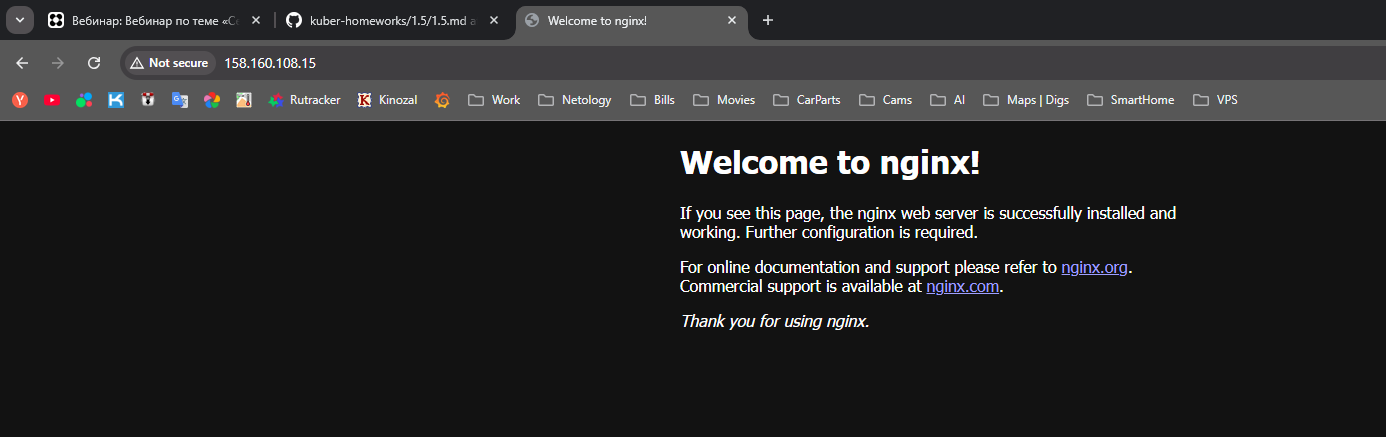 Вебинар: Вебинар по теме «Се
kuber-homeworks/1.5/1.5.md a
Welcome to nginx!
Not secure
158.160.108.15
Rutracker
Kinozal
Work
Netology
Bills
Movies
CarParts
Cams
AI
Maps | Digs
SmartHome
VPS
Welcome to nginx!
If you see this page, the nginx web server is successfully installed and
working. Further configuration is required.
For online documentation and support please refer to nginx.org.
Commercial support is available at nginx.com.
Thank you for using nginx.